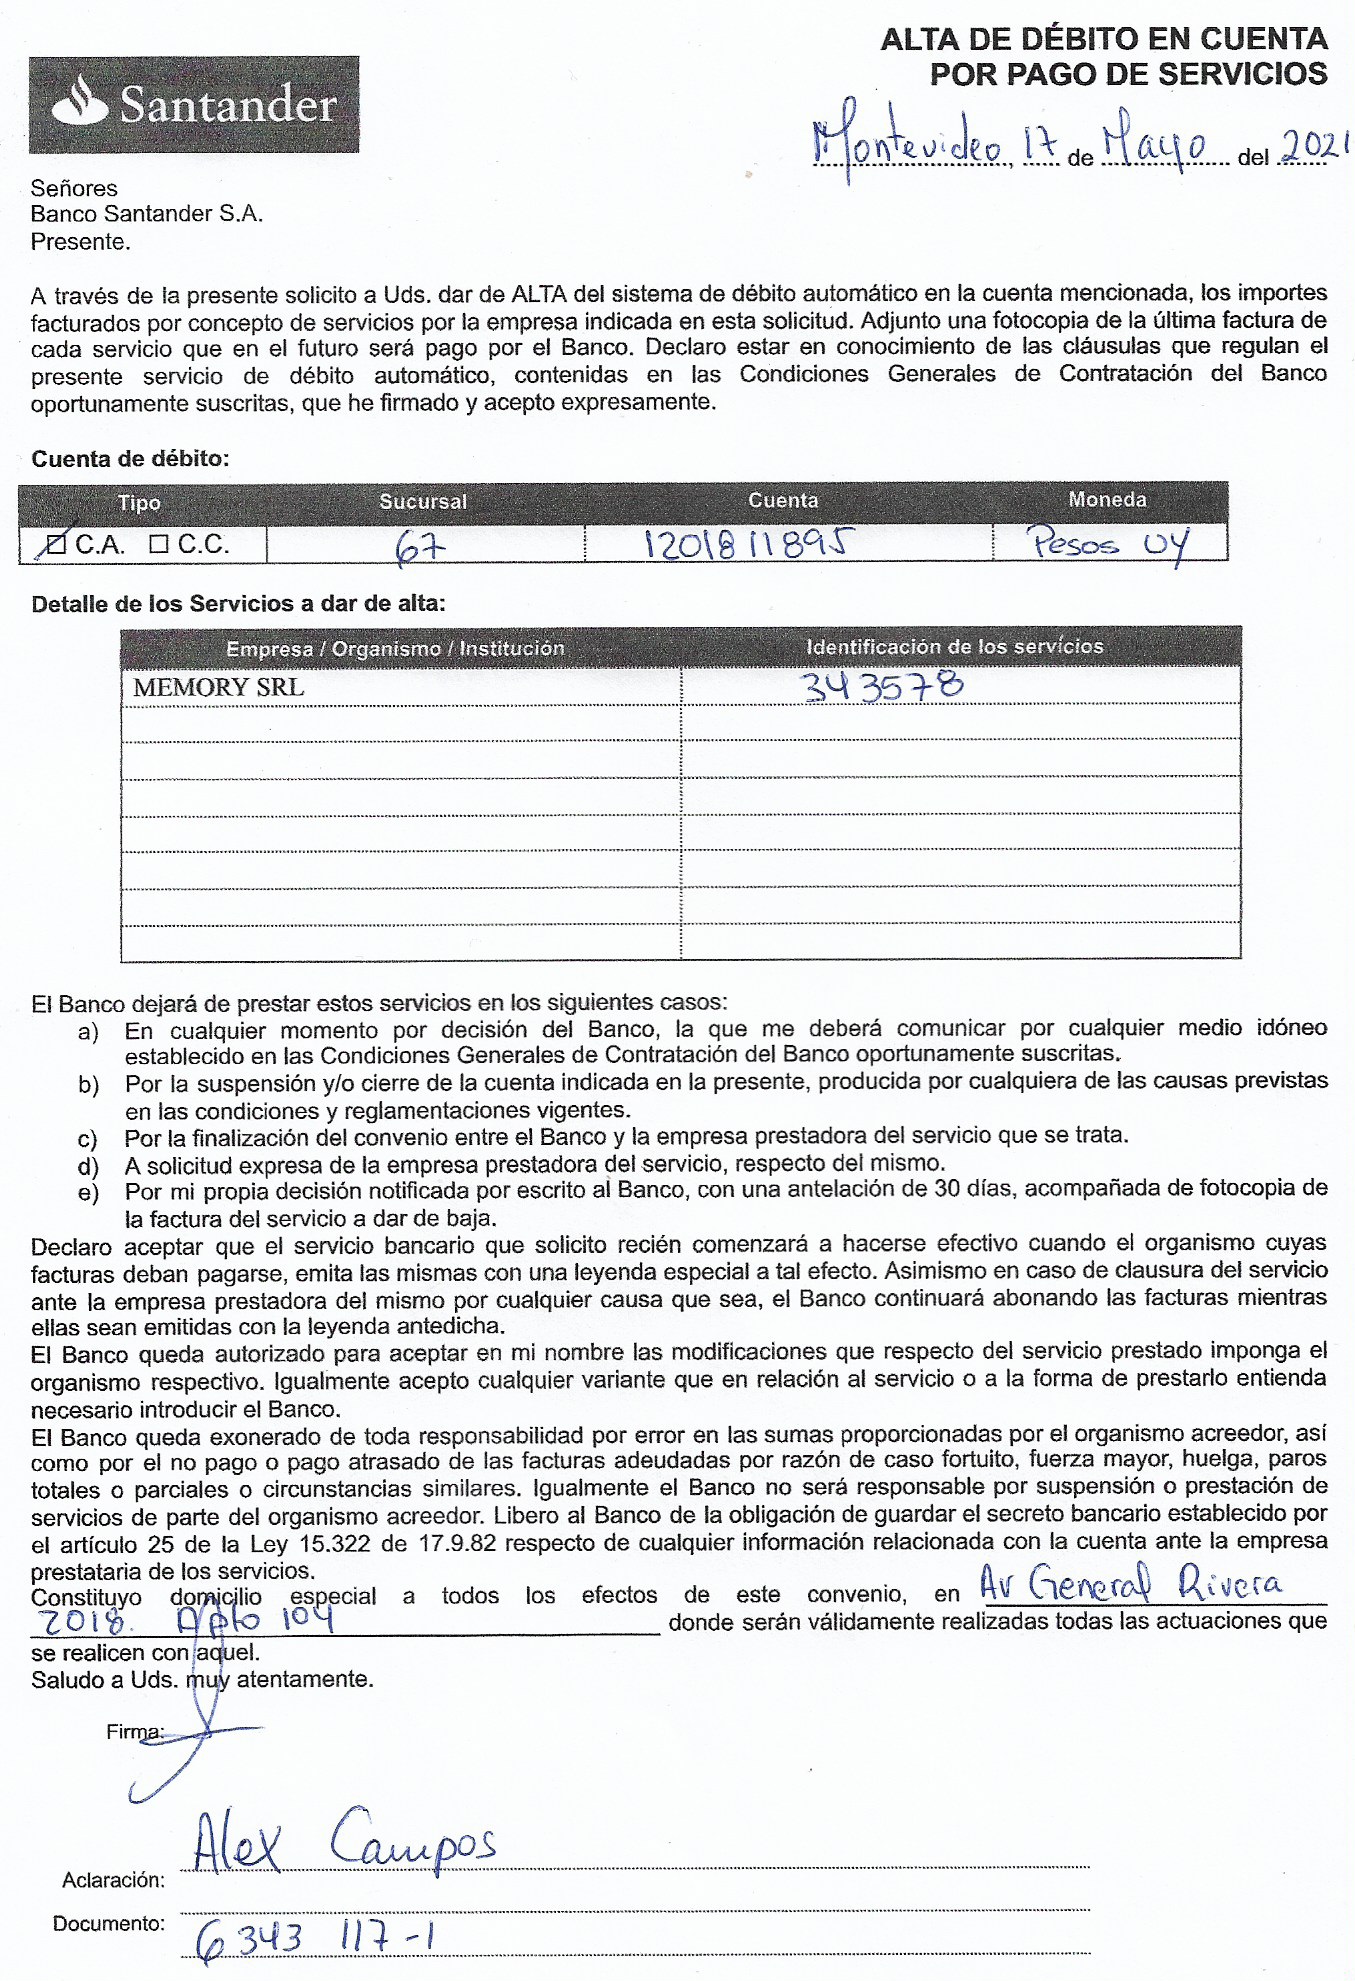 ALTA DE DÉBITO EN CUENTA
POR PAGO DE SERVICIOS
Santander
Montevideo, 17 de Mayo del 2021
Señores
Banco Santander S.A.
Presente.
A través de la presente solicito a Uds. dar de ALTA del sistema de débito automático en la cuenta mencionada, los importes
facturados por concepto de servicios por la empresa indicada en esta solicitud. Adjunto una fotocopia de la última factura de
cada servicio que en el futuro será pago por el Banco. Declaro estar en conocimiento de las cláusulas que regulan el
presente servicio de débito automático, contenidas en las Condiciones Generales de Contratación del Banco
oportunamente suscritas, que he firmado y acepto expresamente.
Cuenta de débito:
Tipo Sucursal Cuenta Moneda
C.A. C.C. 67 1201811895 Pesos UY
Detalle de los Servicios a dar de alta:
Empresa / Organismo / Institución Identificación de los servicios
MEMORY SRL 343578
El Banco dejará de prestar estos servicios en los siguientes casos:
a) En cualquier momento por decisión del Banco, la que me deberá comunicar por cualquier medio idóneo
establecido en las Condiciones Generales de Contratación del Banco oportunamente suscritas.
b) Por la suspensión y/o cierre de la cuenta indicada en la presente, producida por cualquiera de las causas previstas
en las condiciones y reglamentaciones vigentes.
c) Por la finalización del convenio entre el Banco y la empresa prestadora del servicio que se trata.
d) A solicitud expresa de la empresa prestadora del servicio, respecto del mismo.
e) Por mi propia decisión notificada por escrito al Banco, con una antelación de 30 días, acompañada de fotocopia de
la factura del servicio a dar de baja.
Declaro aceptar que el servicio bancario que solicito recién comenzará a hacerse efectivo cuando el organismo cuyas
facturas deban pagarse, emita las mismas con una leyenda especial a tal efecto. Asimismo en caso de clausura del servicio
ante la empresa prestadora del mismo por cualquier causa que sea, el Banco continuará abonando las facturas mientras
ellas sean emitidas con la leyenda antedicha.
El Banco queda autorizado para aceptar en mi nombre las modificaciones que respecto del servicio prestado imponga el
organismo respectivo. Igualmente acepto cualquier variante que en relación al servicio o a la forma de prestarlo entienda
necesario introducir el Banco.
El Banco queda exonerado de toda responsabilidad por error en las sumas proporcionadas por el organismo acreedor, así
como por el no pago o pago atrasado de las facturas adeudadas por razón de caso fortuito, fuerza mayor, huelga, paros
totales o parciales o circunstancias similares. Igualmente el Banco no será responsable por suspensión o prestación de
servicios de parte del organismo acreedor. Libero al Banco de la obligación de guardar el secreto bancario establecido por
el artículo 25 de la Ley 15.322 de 17.9.82 respecto de cualquier información relacionada con la cuenta ante la empresa
prestataria de los servicios.
Constituyo domicilio especial a todos los efectos de este convenio, en Av General Rivera
2018. Apto 104 donde serán válidamente realizadas todas las actuaciones que
se realicen con aquel.
Saludo a Uds. muy atentamente.
Firma:
Aclaración: Alex Campos
Documento: 6343 117-1